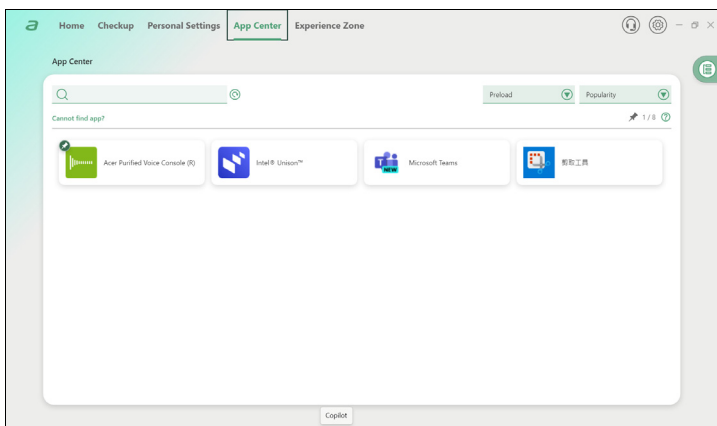 a Home Checkup Personal Settings App Center Experience Zone
App Center
Preload Popularity
Cannot find app? 1/8
Acer Purified Voice Console (R) Intel® Unison™ NEW Microsoft Teams 剪取工具
Copilot